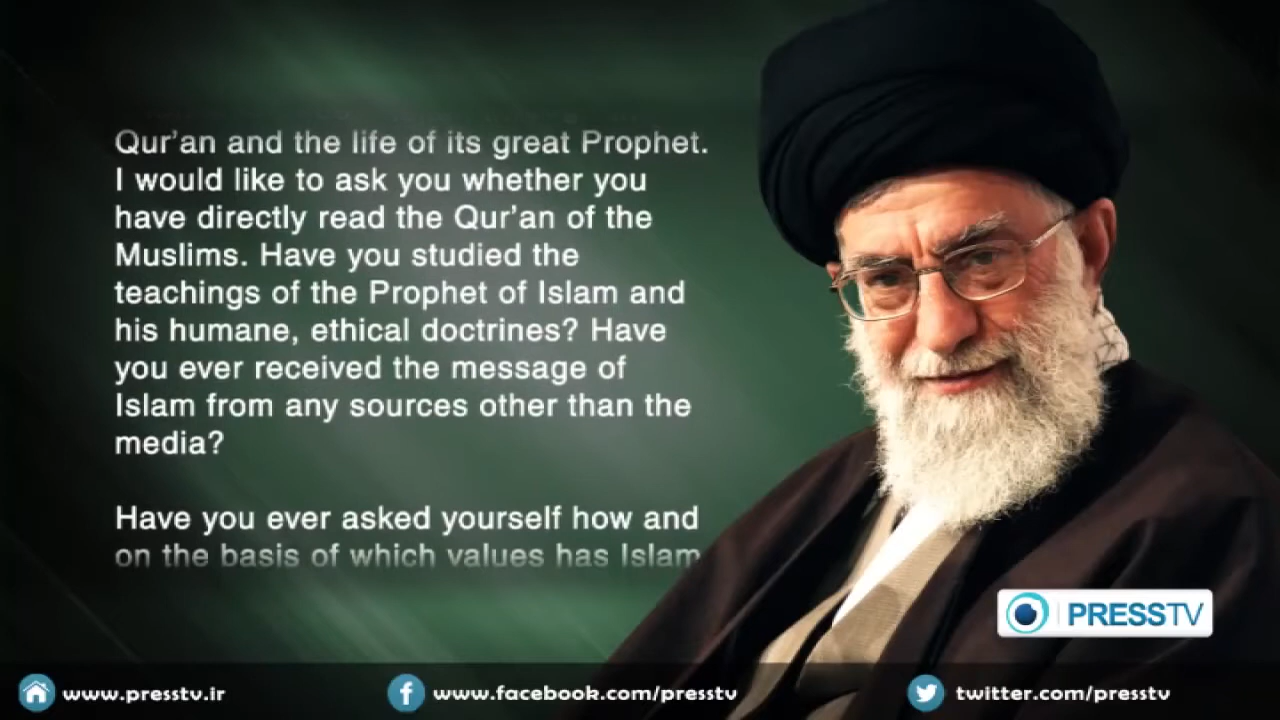 Qur’an and the life of its great Prophet.
I would like to ask you whether you
have directly read the Qur’an of the
Muslims. Have you studied the
teachings of the Prophet of Islam and
his humane, ethical doctrines? Have
you ever received the message of
Islam from any sources other than the
media?
Have you ever asked yourself how and
on the basis of which values has Islam
PRESSTV
www.presstv.ir
www.facebook.com/presstv
twitter.com/presstv